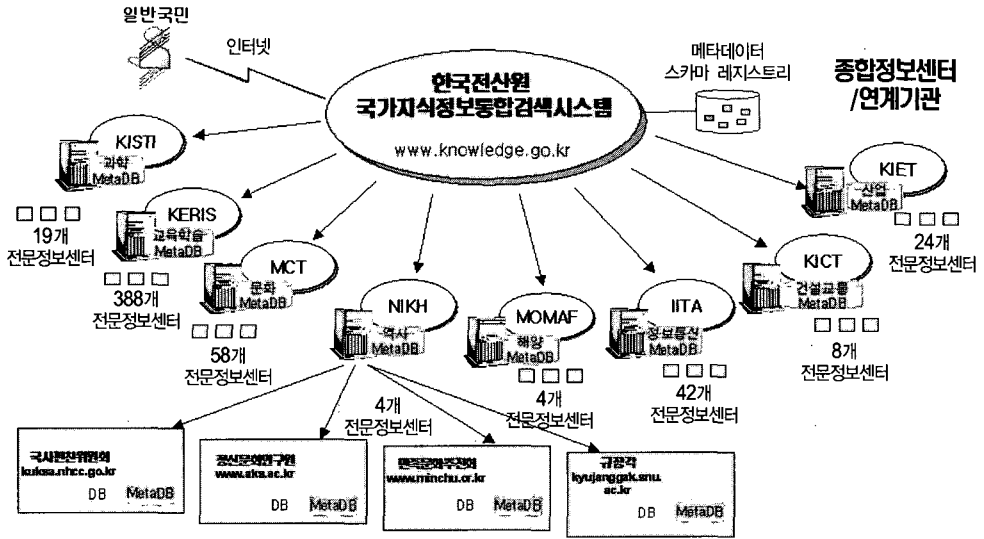 일반국민
인터넷
한국전산원
국가지식정보통합검색시스템
www.knowledge.go.kr
메타데이터
스카마 레지스트리
종합정보센터
/연계기관
KISTI
과학
MetaDB
19개
전문정보센터
KERIS
교육학습
MetaDB
388개
전문정보센터
MCT
문화
MetaDB
58개
전문정보센터
NIKH
역사
MetaDB
4개
전문정보센터
MOMAF
해양
MetaDB
4개
전문정보센터
IITA
정보통신
MetaDB
42개
전문정보센터
KICT
건설교통
MetaDB
8개
전문정보센터
KIET
산업
MetaDB
24개
전문정보센터
국사편찬위원회
kuksa.nhcc.go.kr
DB MetaDB
정신문화연구원
www.aks.ac.kr
DB MetaDB
민족문화추진회
www.minchu.or.kr
DB MetaDB
규장각
kyujanggak.snu.
ac.kr
DB MetaDB